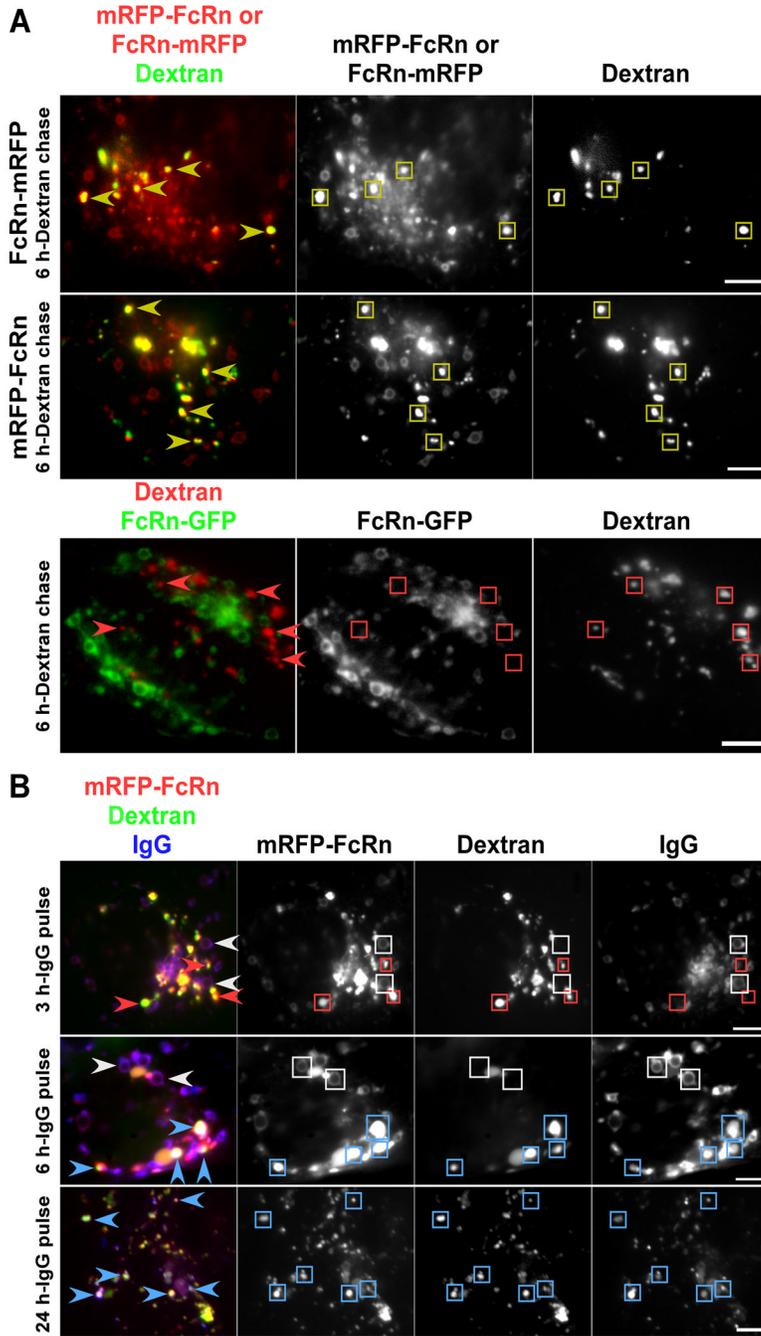 A
mRFP-FcRn or
FcRn-mRFP
Dextran
mRFP-FcRn or
FcRn-mRFP
Dextran
FcRn-mRFP
6 h-Dextran chase
mRFP-FcRn
6 h-Dextran chase
Dextran
FcRn-GFP
FcRn-GFP
Dextran
6 h-Dextran chase
B
mRFP-FcRn
Dextran
IgG
mRFP-FcRn
Dextran
IgG
3 h-IgG pulse
6 h-IgG pulse
24 h-IgG pulse